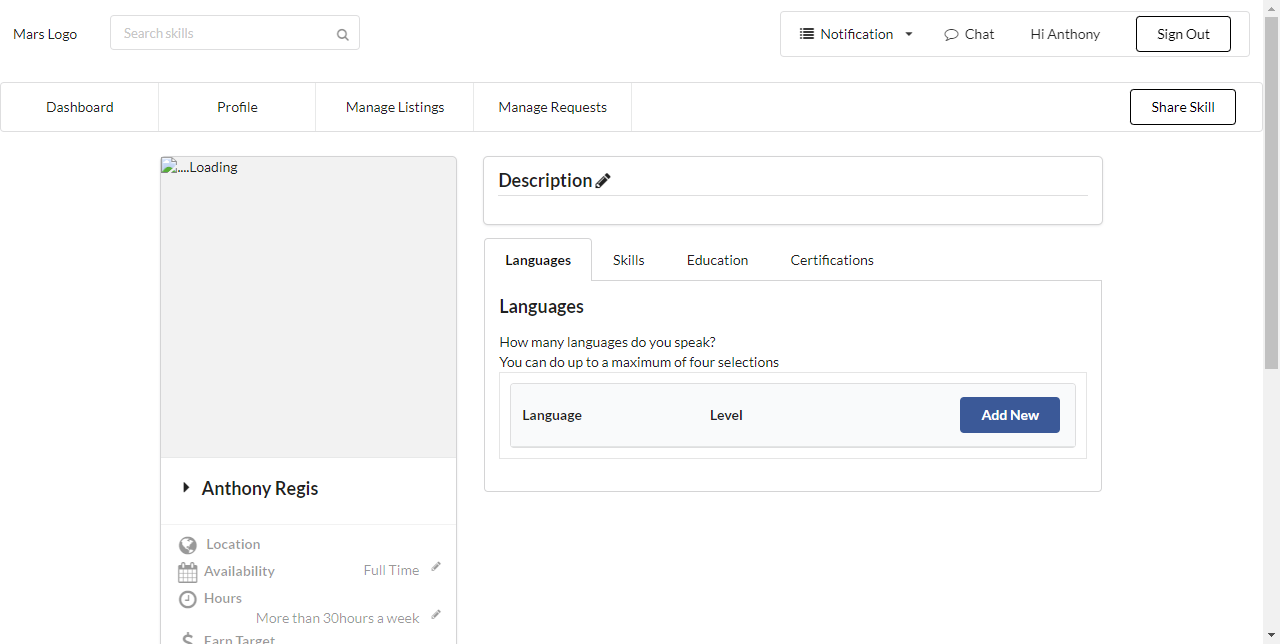 Mars Logo
Search skills
Notification
Chat
Hi Anthony
Sign Out
Dashboard
Profile
Manage Listings
Manage Requests
Share Skill
....Loading
Anthony Regis
Location
Availability
Full Time
Hours
More than 30hours a week
Earn Target
Description
Languages
Skills
Education
Certifications
Languages
How many languages do you speak?
You can do up to a maximum of four selections
Language
Level
Add New